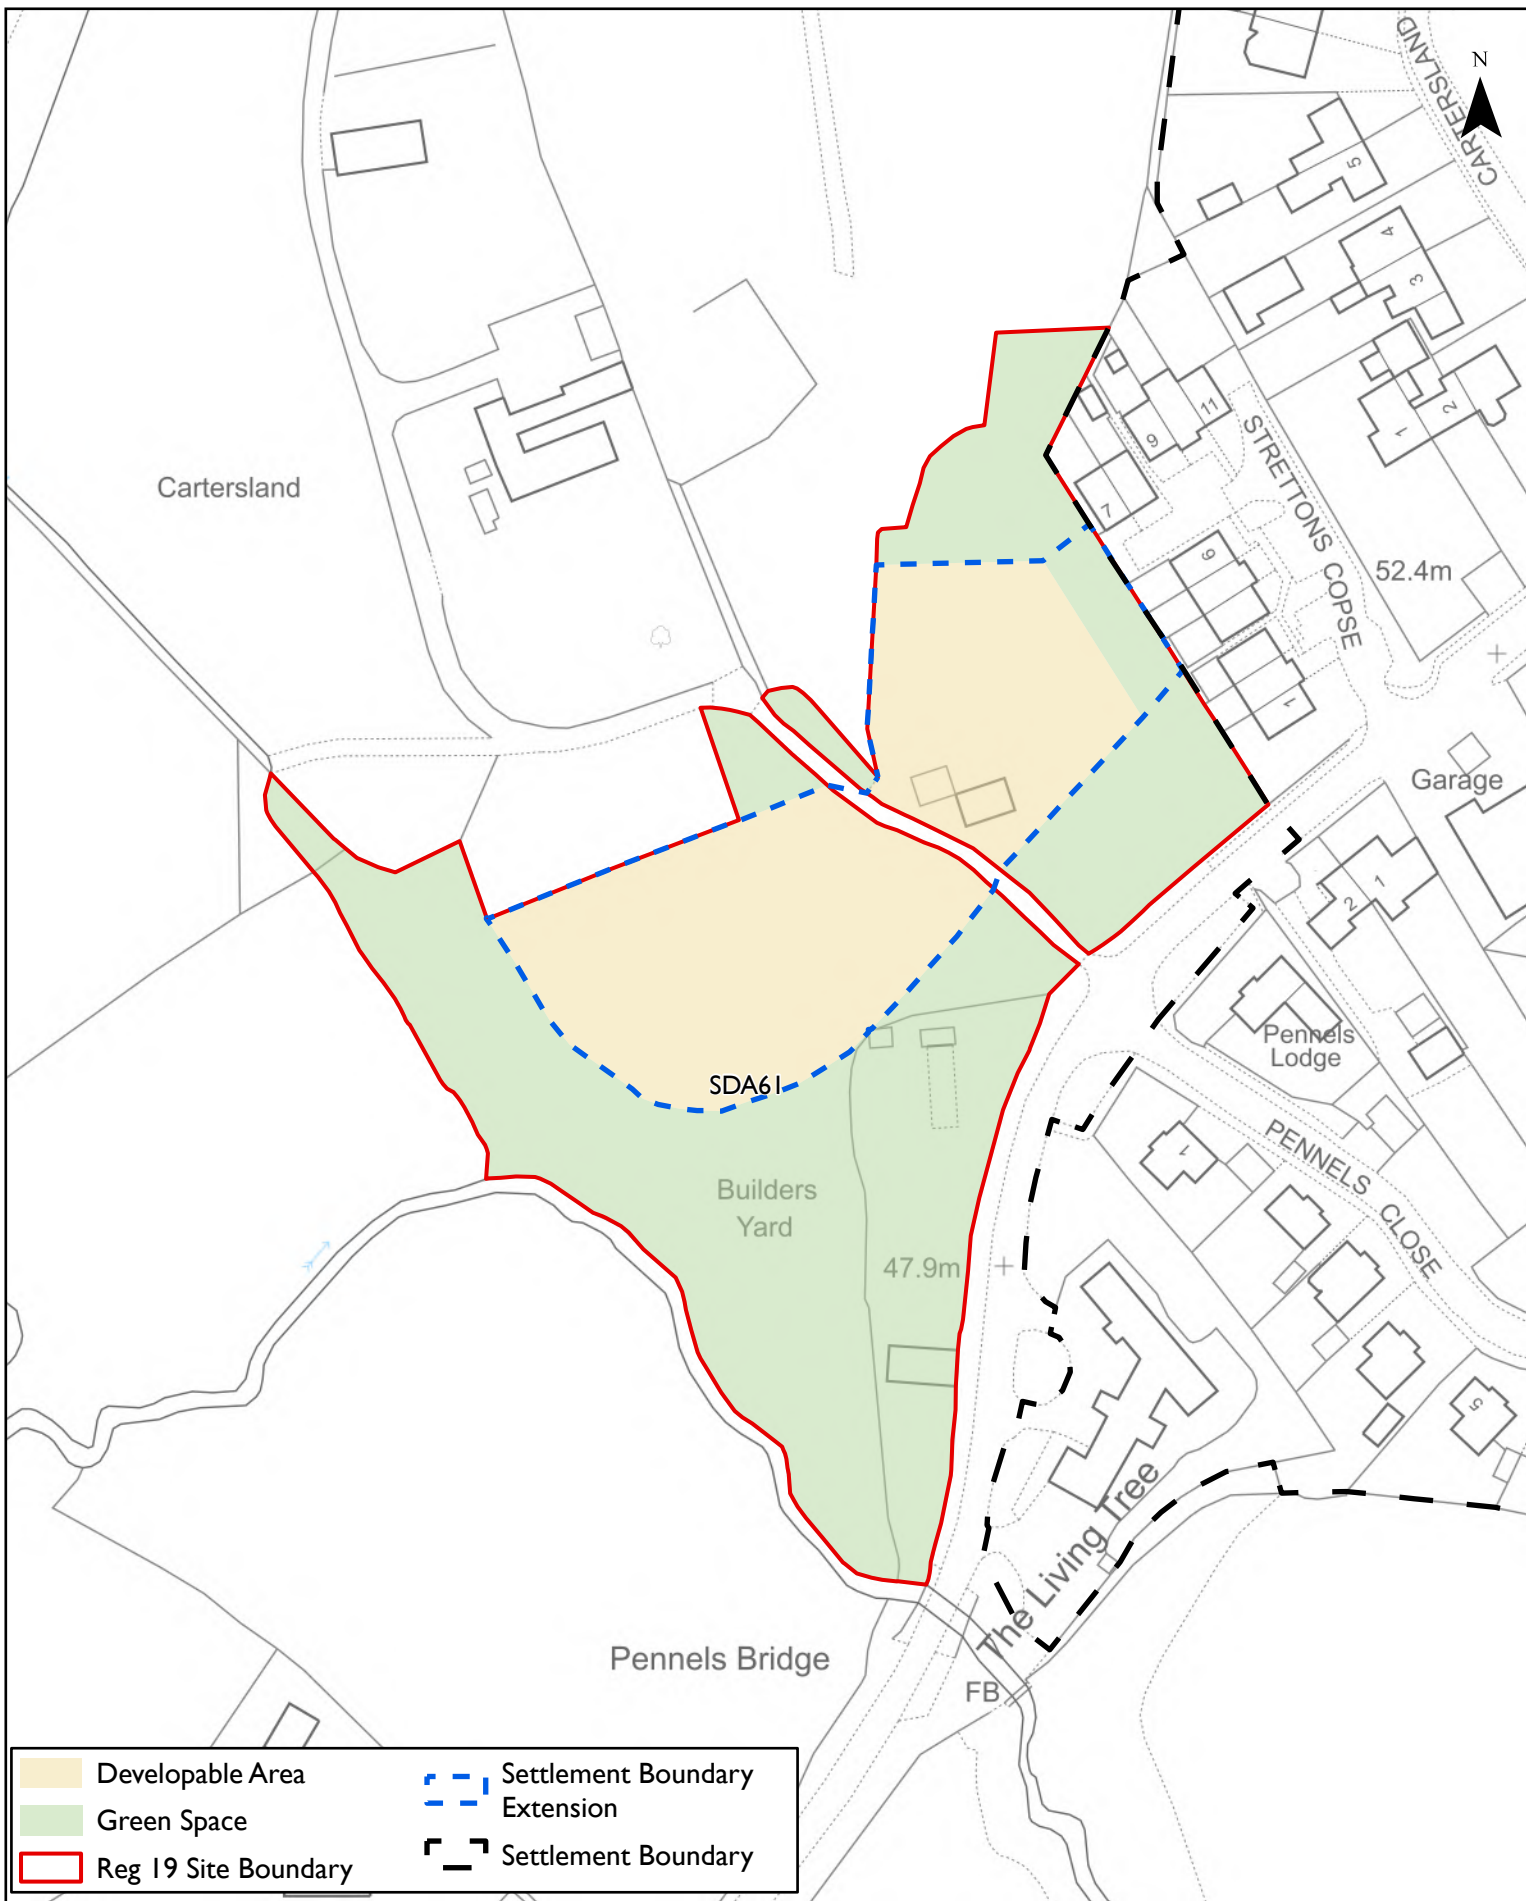 CARTERSLAND
N
5
4
3
2
1
11
9
7
STRETTONS COPSE
6
1
52.4m
Cartersland
Garage
1
2
Pennels
Lodge
SDA61
PENNELS CLOSE
1
Builders
Yard
47.9m
5
The Living Tree
Pennels Bridge
FB
Developable Area
Green Space
Reg 19 Site Boundary
Settlement Boundary
Extension
Settlement Boundary